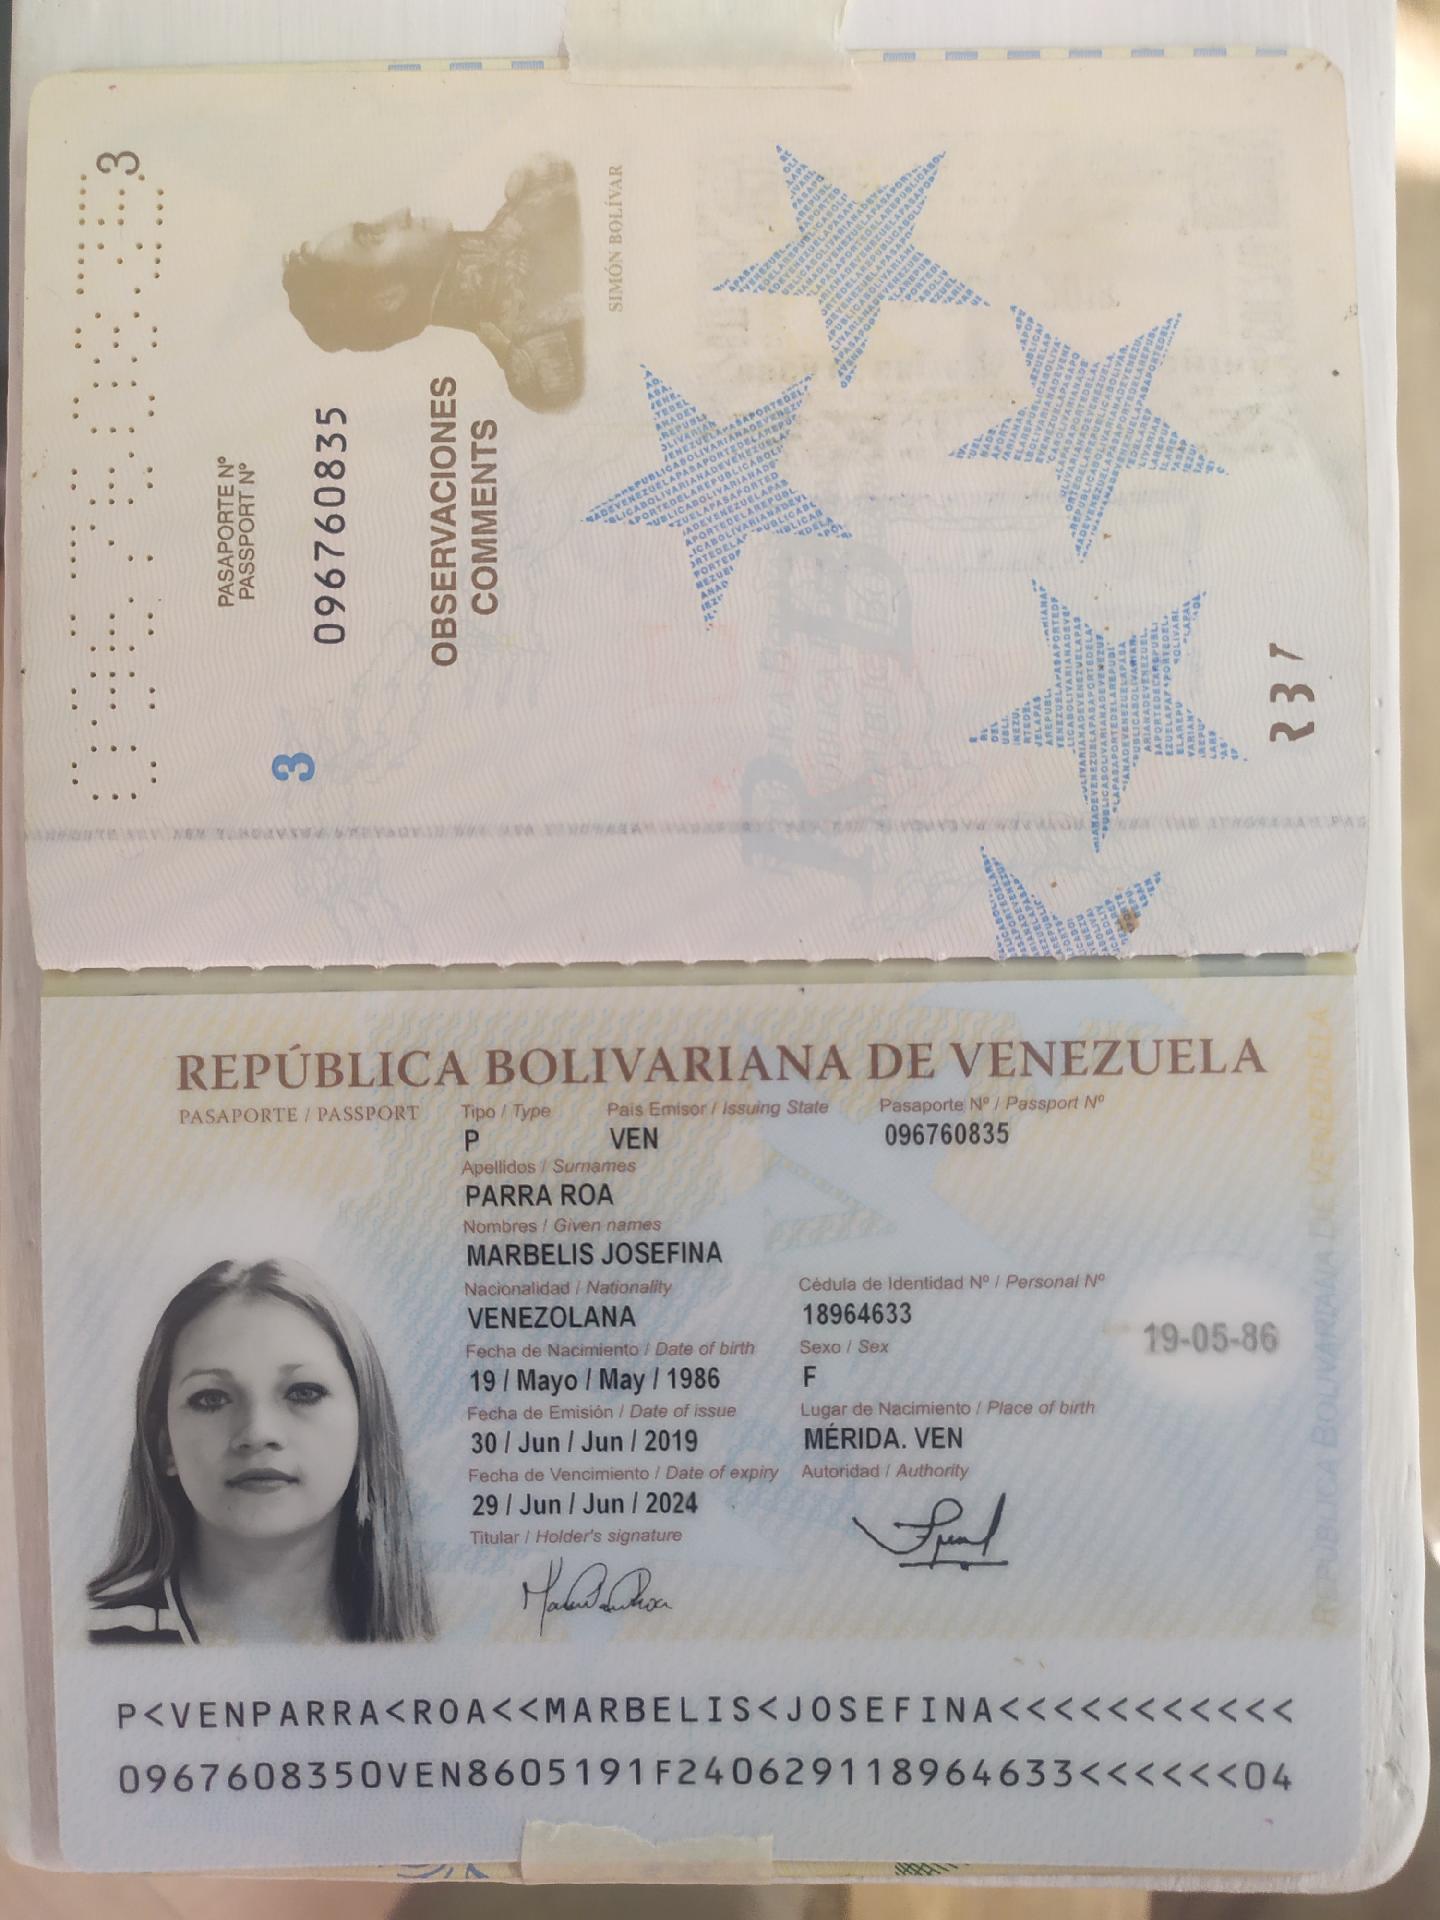 3
PASAPORTE Nº
PASSPORT Nº
096760835
3
OBSERVACIONES
COMMENTS
SIMÓN BOLÍVAR
REPÚBLICA BOLIVARIANA DE VENEZUELA
PASAPORTE / PASSPORT
Tipo / Type País Emisor / Issuing State Pasaporte Nº / Passport Nº
P VEN 096760835
Apellidos / Surnames
PARRA ROA
Nombres / Given names
MARBELIS JOSEFINA
Nacionalidad / Nationality Cédula de Identidad Nº / Personal Nº
VENEZOLANA 18964633
19-05-86
Fecha de Nacimiento / Date of birth Sexo / Sex
19 / Mayo / May / 1986 F
Fecha de Emisión / Date of issue Lugar de Nacimiento / Place of birth
30 / Jun / Jun / 2019 MÉRIDA. VEN
Fecha de Vencimiento / Date of expiry Autoridad / Authority
29 / Jun / Jun / 2024
Titular / Holder's signature
REPÚBLICA BOLIVARIANA DE VENEZUELA
P<VENPARRA<ROA<<MARBELIS<JOSEFINA<<<<<<<<<<<
0967608350VEN8605191F240629118964633<<<<<<04